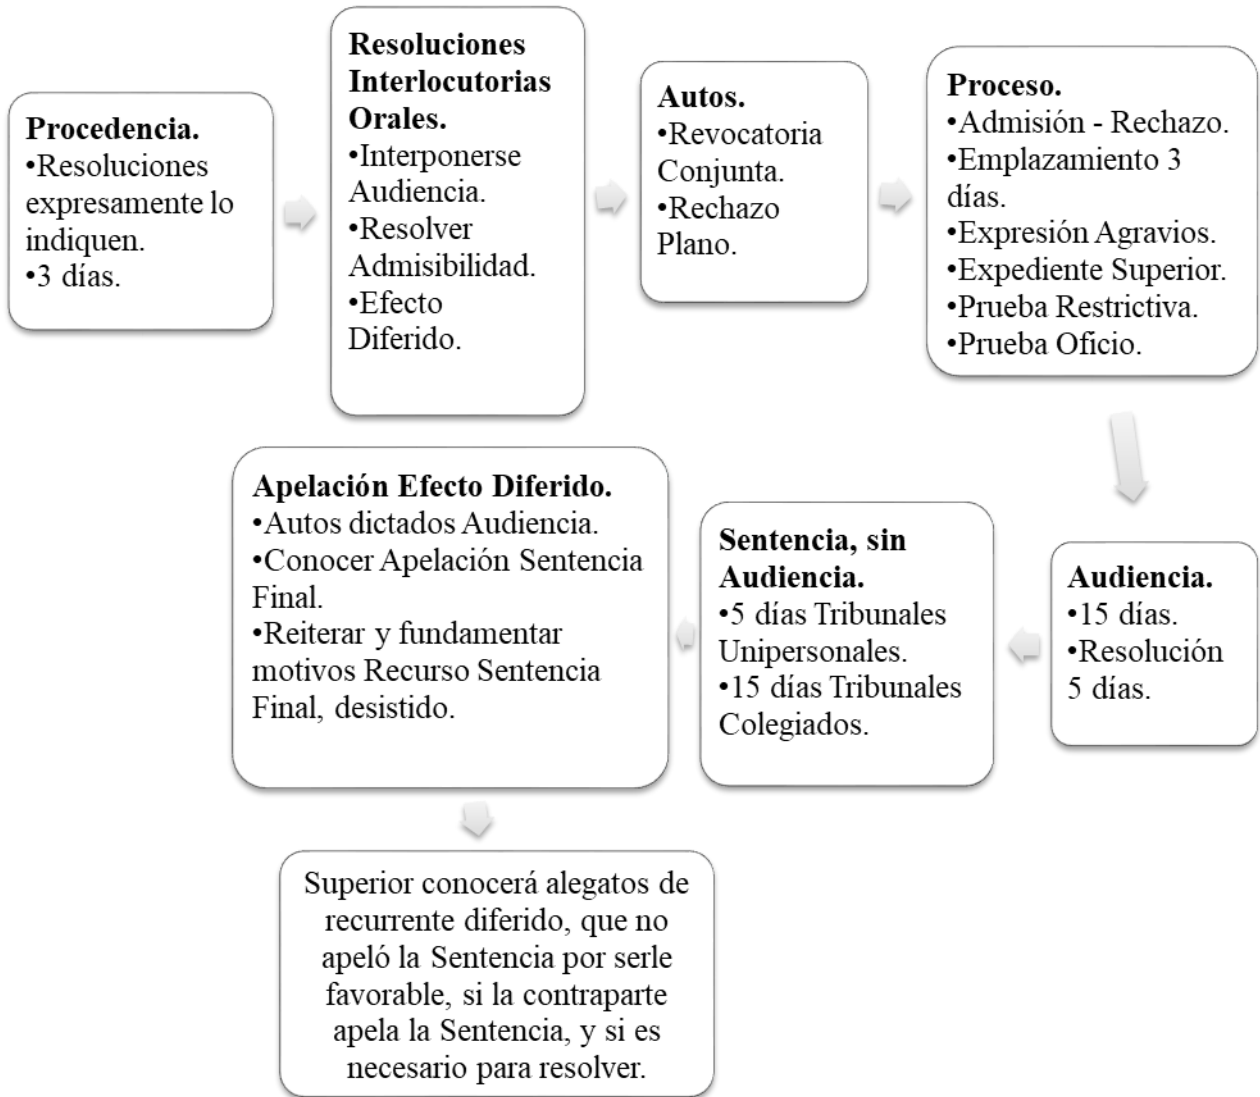 Procedencia.
•Resoluciones
expresamente lo
indiquen.
•3 días.
Resoluciones
Interlocutorias
Orales.
•Interponerse
Audiencia.
•Resolver
Admisibilidad.
•Efecto
Diferido.
Autos.
•Revocatoria
Conjunta.
•Rechazo
Plano.
Proceso.
•Admisión - Rechazo.
•Emplazamiento 3
días.
•Expresión Agravios.
•Expediente Superior.
•Prueba Restrictiva.
•Prueba Oficio.
Audiencia.
•15 días.
•Resolución
5 días.
Sentencia, sin
Audiencia.
•5 días Tribunales
Unipersonales.
•15 días Tribunales
Colegiados.
Apelación Efecto Diferido.
•Autos dictados Audiencia.
•Conocer Apelación Sentencia
Final.
•Reiterar y fundamentar
motivos Recurso Sentencia
Final, desistido.
Superior conocerá alegatos de
recurrente diferido, que no
apeló la Sentencia por serle
favorable, si la contraparte
apela la Sentencia, y si es
necesario para resolver.